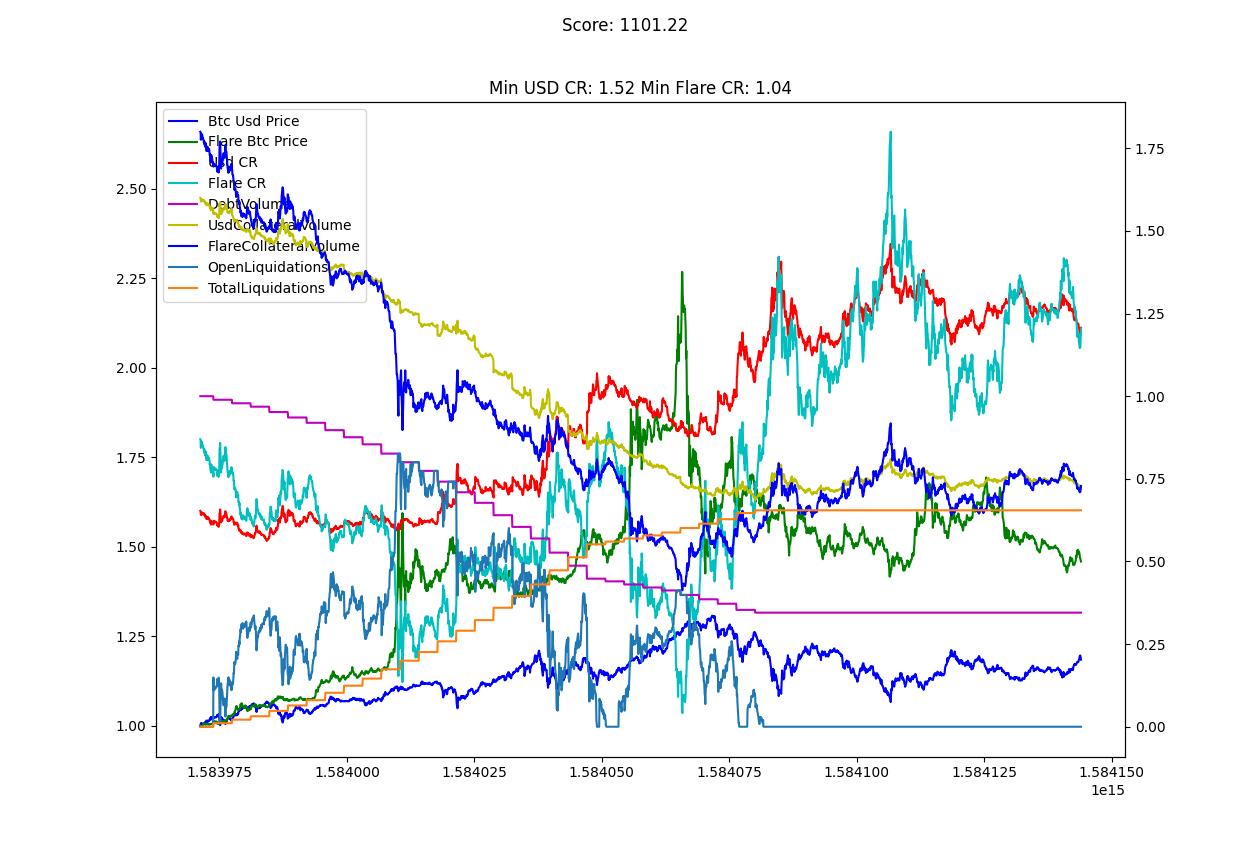 Score: 1101.22
Min USD CR: 1.52 Min Flare CR: 1.04
Btc Usd Price
Flare Btc Price
Usd CR
Flare CR
DebtVolume
UsdCollateralVolume
FlareCollateralVolume
OpenLiquidations
TotalLiquidations
2.50
2.25
2.00
1.75
1.50
1.25
1.00
1.75
1.50
1.25
1.00
0.75
0.50
0.25
0.00
1.583975 1.584000 1.584025 1.584050 1.584075 1.584100 1.584125 1.584150
1e15